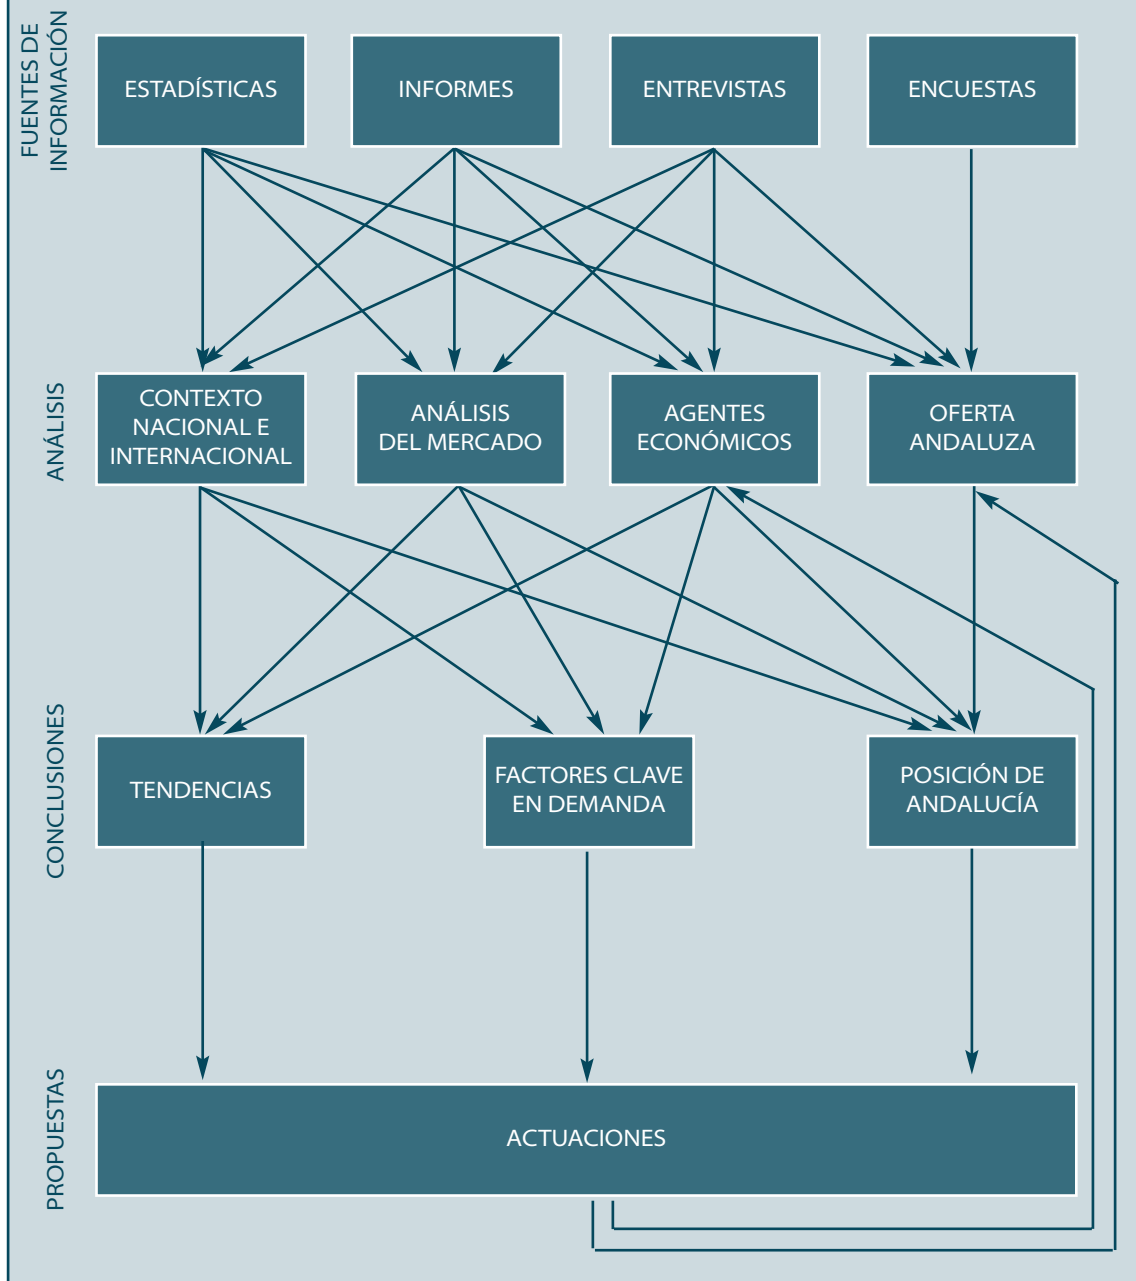 FUENTES DE
INFORMACIÓN
ESTADÍSTICAS
INFORMES
ENTREVISTAS
ENCUESTAS
ANÁLISIS
CONTEXTO
NACIONAL E
INTERNACIONAL
ANÁLISIS
DEL MERCADO
AGENTES
ECONÓMICOS
OFERTA
ANDALUZA
CONCLUSIONES
TENDENCIAS
FACTORES CLAVE
EN DEMANDA
POSICIÓN DE
ANDALUCÍA
PROPUESTAS
ACTUACIONES